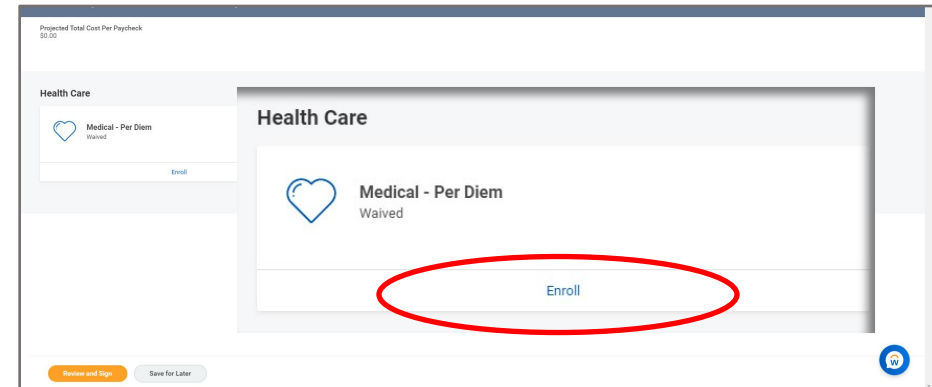 Projected Total Cost Per Paycheck
$0.00
Health Care
Medical - Per Diem
Waived
Enroll
Health Care
Medical - Per Diem
Waived
Enroll
Review and Sign
Save for Later
w